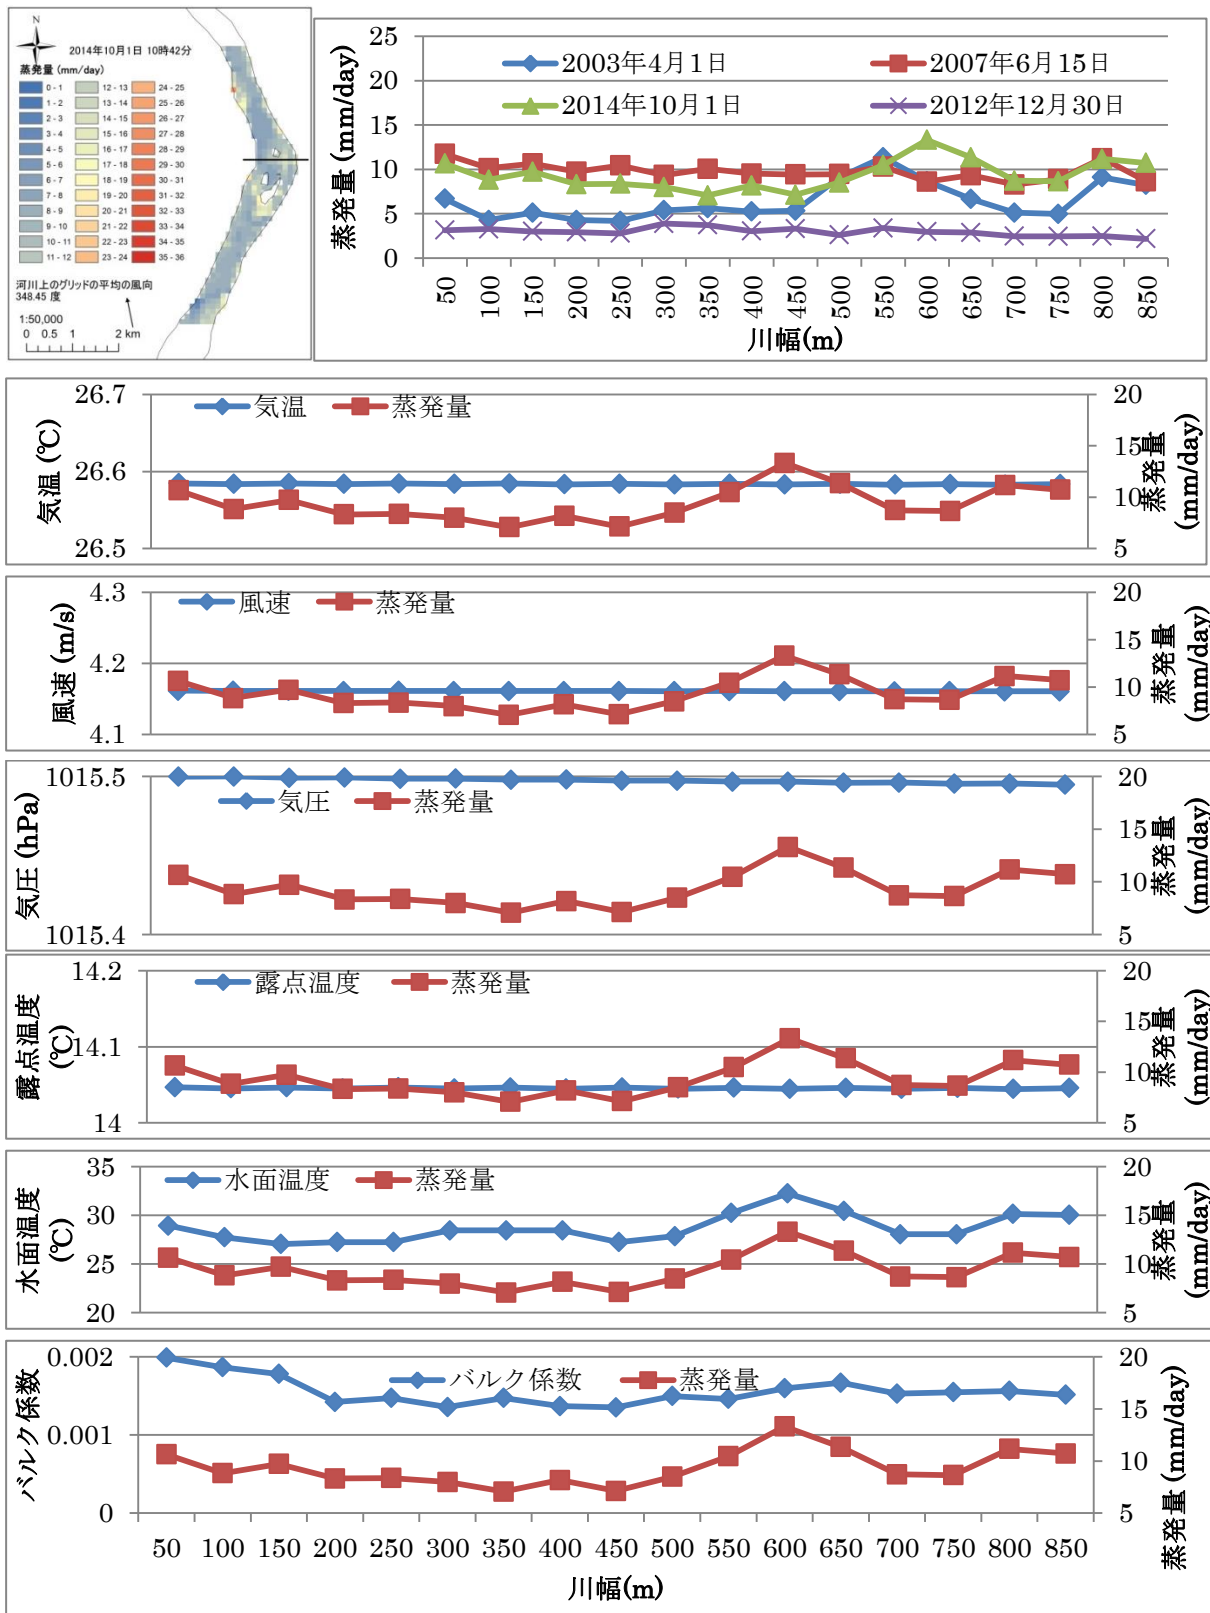 N
2014年10月1日 10時42分
蒸発量 (mm/day)
0 - 1 12 - 13 24 - 25
1 - 2 13 - 14 25 - 26
2 - 3 14 - 15 26 - 27
3 - 4 15 - 16 27 - 28
4 - 5 16 - 17 28 - 29
5 - 6 17 - 18 29 - 30
6 - 7 18 - 19 30 - 31
7 - 8 19 - 20 31 - 32
8 - 9 20 - 21 32 - 33
9 - 10 21 - 22 33 - 34
10 - 11 22 - 23 34 - 35
11 - 12 23 - 24 35 - 36
河川上のグリッドの平均の風向
348.45 度
1:50,000
0 0.5 1 2 km
蒸発量 (mm/day)
25
20
15
10
5
0
2003年4月1日 2007年6月15日
2014年10月1日 2012年12月30日
50 100 150 200 250 300 350 400 450 500 550 600 650 700 750 800 850
川幅(m)
気温 (℃)
26.7
26.6
26.5
気温 蒸発量
20
15
10
5
蒸発量
(mm/day)
風速 (m/s)
4.3
4.2
4.1
風速 蒸発量
20
15
10
5
蒸発量
(mm/day)
気圧 (hPa)
1015.5
1015.4
気圧 蒸発量
20
15
10
5
蒸発量
(mm/day)
露点温度
(℃)
14.2
14.1
14
露点温度 蒸発量
20
15
10
5
蒸発量
(mm/day)
水面温度
(℃)
35
30
25
20
水面温度 蒸発量
20
15
10
5
蒸発量
(mm/day)
バルク係数
0.002
0.001
0
バルク係数 蒸発量
20
15
10
5
蒸発量 (mm/day)
50 100 150 200 250 300 350 400 450 500 550 600 650 700 750 800 850
川幅(m)